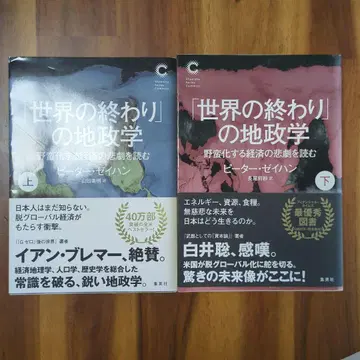 「世界の終わり」
の地政学
野蛮化する経済の悲劇を読む
ピーター・ゼイハン
上
日本人はまだ知らない。
脱グローバル経済が
もたらす衝撃。
40万部
イアン・ブレマー、絶賛。
経済地理学、人口学、歴史学を総合した
常識を破る、鋭い地政学。
集英社
「世界の終わり」
の地政学
野蛮化する経済の悲劇を読む
ピーター・ゼイハン
下
エネルギー、資源、食糧。
無慈悲な未来を
日本はどう生きるのか。
最優秀
図書
白井聡、感嘆。
米国が脱グローバル化に舵を切る。
驚きの未来像がここに!
集英社